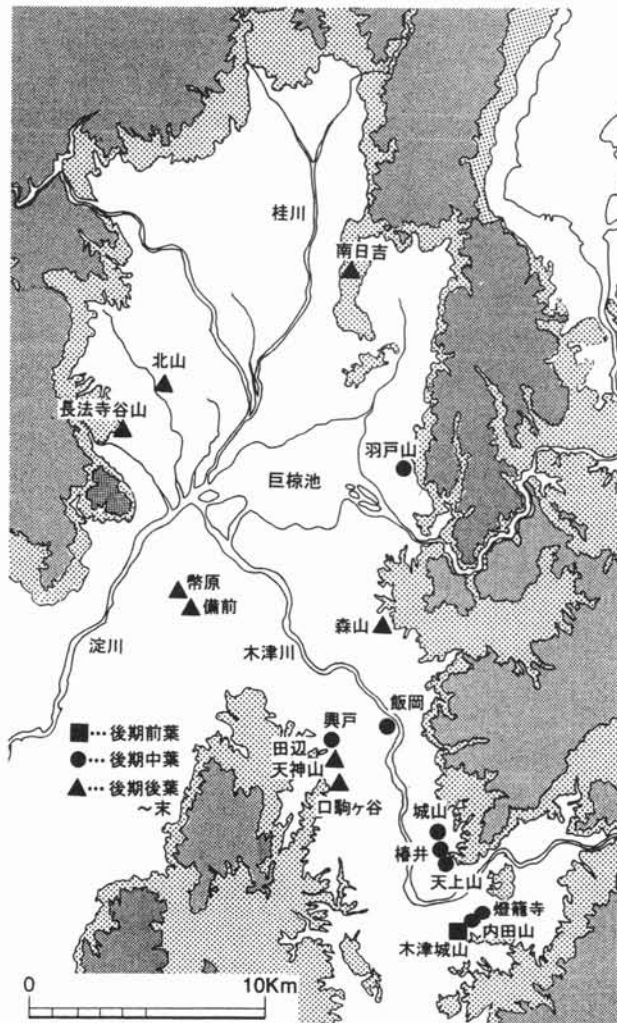 桂川
南日吉
北山
長法寺谷山
羽戸山
巨椋池
幣原
備前
森山
淀川
木津川
飯岡
興戸
田辺
天神山
口駒ヶ谷
■…後期前葉
●…後期中葉
▲…後期後葉
～末
城山
椿井
天上山
燈籠寺
内田山
木津城山
0 10Km